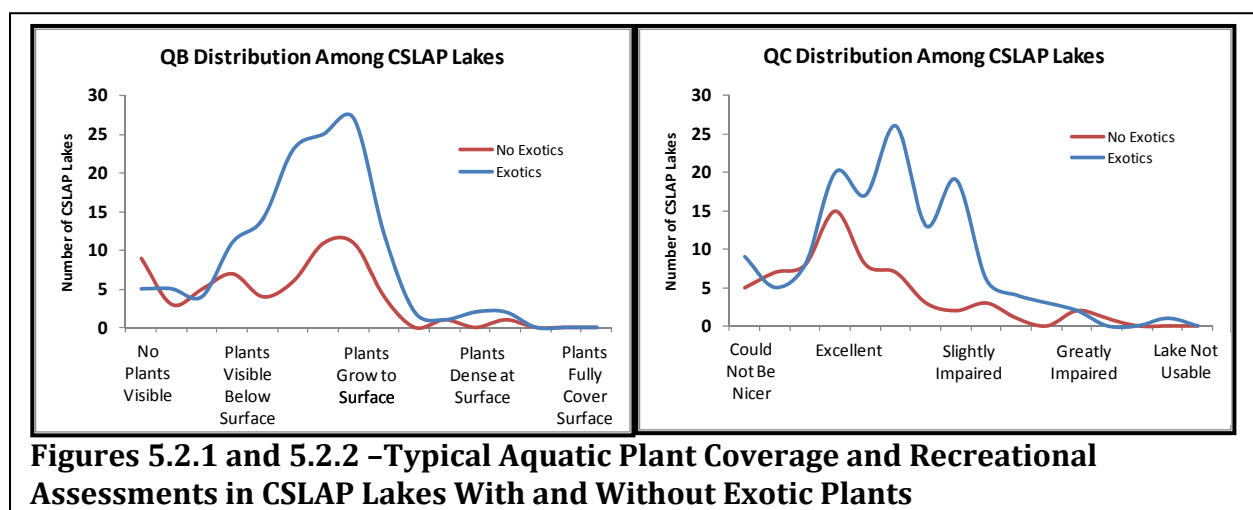 QB Distribution Among CSLAP Lakes
Number of CSLAP Lakes
30
25
20
15
10
5
0
No Exotics
Exotics
No
Plants
Visible
Plants
Visible
Below
Surface
Plants
Grow to
Surface
Plants
Dense at
Surface
Plants
Fully
Cover
Surface
QC Distribution Among CSLAP Lakes
Number of CSLAP Lakes
30
25
20
15
10
5
0
No Exotics
Exotics
Could
Not Be
Nicer
Excellent
Slightly
Impaired
Greatly
Impaired
Lake Not
Usable
Figures 5.2.1 and 5.2.2 –Typical Aquatic Plant Coverage and Recreational
Assessments in CSLAP Lakes With and Without Exotic Plants